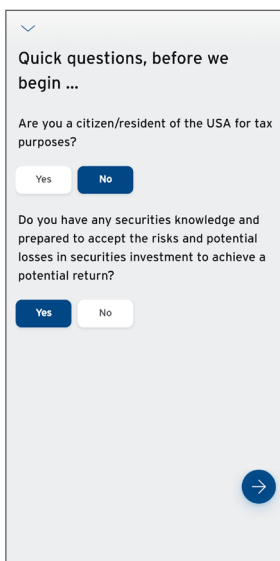 Quick questions, before we
begin ...
Are you a citizen/resident of the USA for tax
purposes?
Yes No
Do you have any securities knowledge and
prepared to accept the risks and potential
losses in securities investment to achieve a
potential return?
Yes No